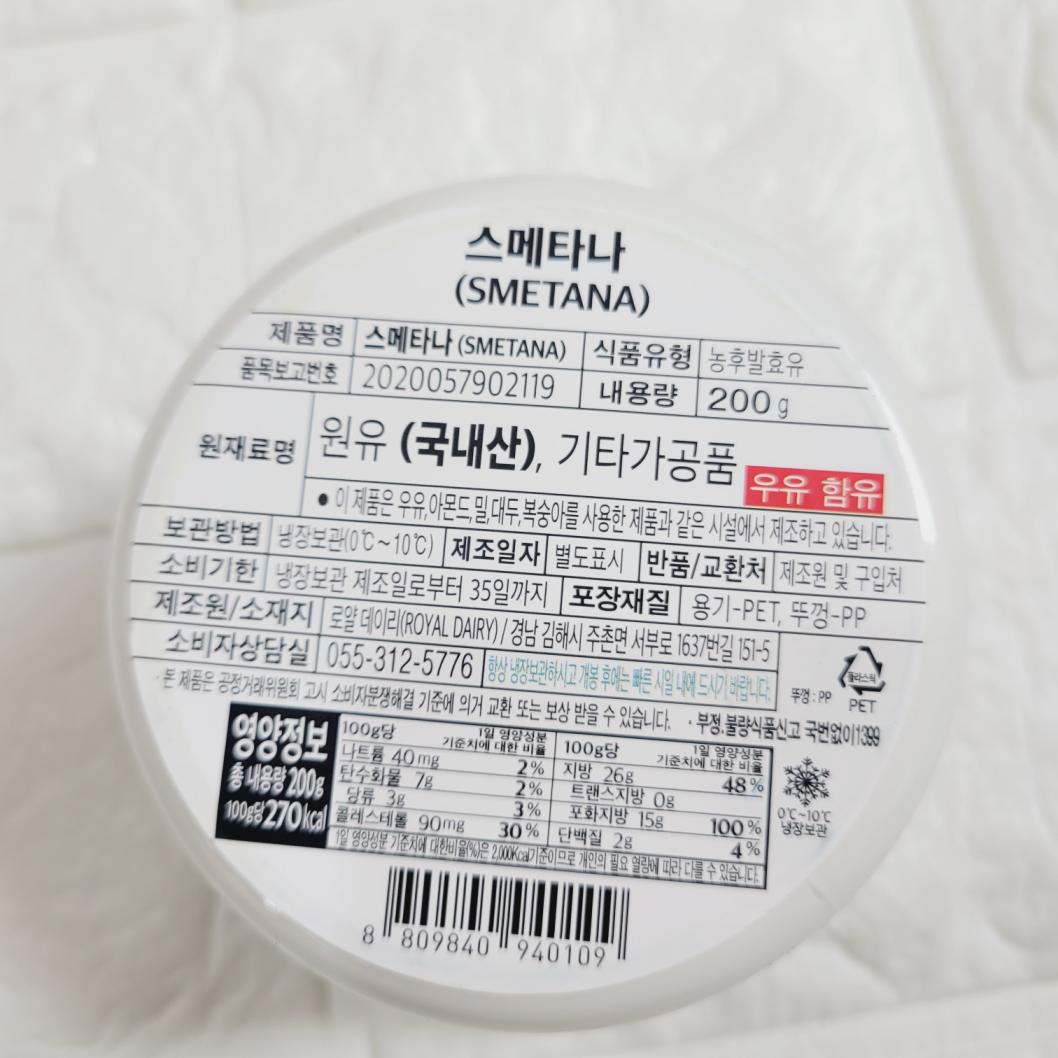 스메타나
(SMETANA)
제품명 스메타나 (SMETANA) 식품유형 농후발효유
품목보고번호 2020057902119 내용량 200 g
원재료명 원유 (국내산), 기타가공품 우유 함유
● 이 제품은 우유,아몬드,밀,대두,복숭아를 사용한 제품과 같은 시설에서 제조하고 있습니다.
보관방법 냉장보관(0℃~10℃) 제조일자 별도표시 반품/교환처 제조원 및 구입처
소비기한 냉장보관 제조일로부터 35일까지 포장재질 용기-PET, 뚜껑-PP
제조원/소재지 로얄 데이리(ROYAL DAIRY) / 경남 김해시 주촌면 서부로 1637번길 151-5
소비자상담실 055-312-5776 항상 냉장보관하시고 개봉 후에는 빠른 시일 내에 드시기 바랍니다.
플라스틱
뚜껑 : PP PET
· 본 제품은 공정거래위원회 고시 소비자분쟁해결 기준에 의거 교환 또는 보상 받을 수 있습니다. · 부정.불량식품신고 국번없이1399
영양정보
총 내용량 200g
100g당 270 kcal
100g당 1일 영양성분 기준치에 대한 비율
나트륨 40 mg 2%
탄수화물 7g 2%
당류 3g 3%
콜레스테롤 90mg 30%
100g당 1일 영양성분 기준치에 대한 비율
지방 26g 48%
트랜스지방 0g
포화지방 15g 100%
단백질 2g 4%
1일 영양성분 기준치에 대한비율(%)은 2,000Kcal기준이므로 개인의 필요 열량에 따라 다를 수 있습니다.
0℃~10℃
냉장보관
8 809840 940109